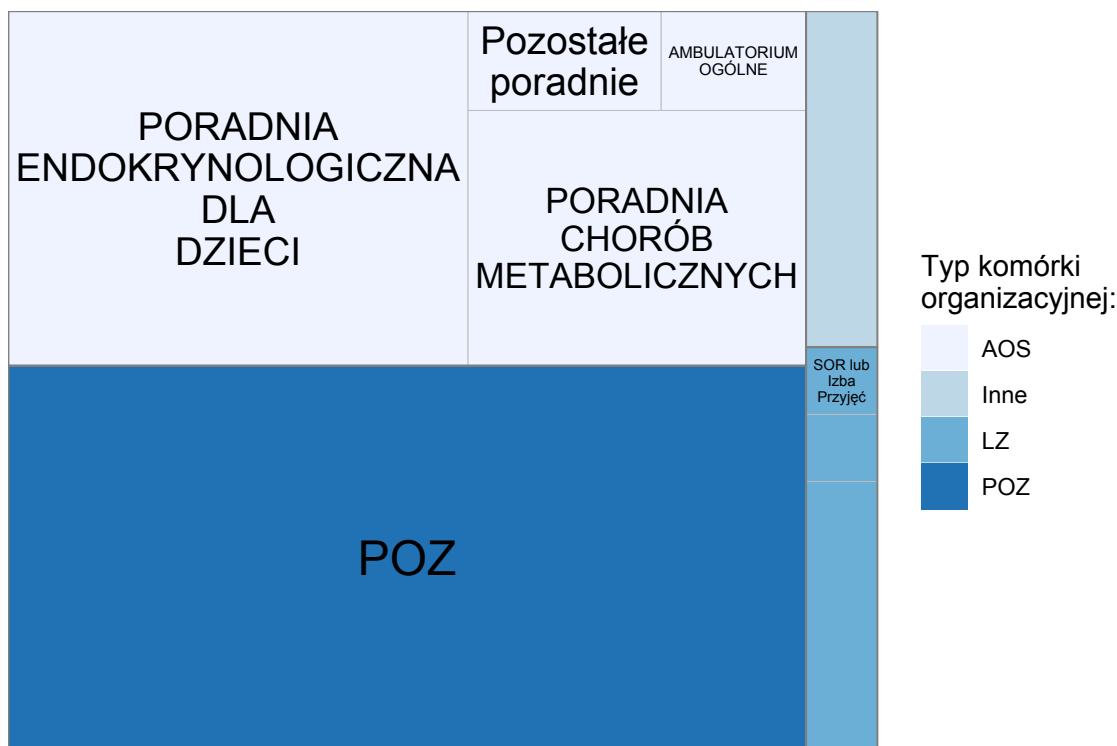 PORADNIA
ENDOKRYNOLOGICZNA
DLA
DZIECI
Pozostałe
poradnie
AMBULATORIUM
OGÓLNE
PORADNIA
CHORÓB
METABOLICZNYCH
SOR lub
Izba
Przyjęć
POZ
Typ komórki
organizacyjnej:
AOS
Inne
LZ
POZ